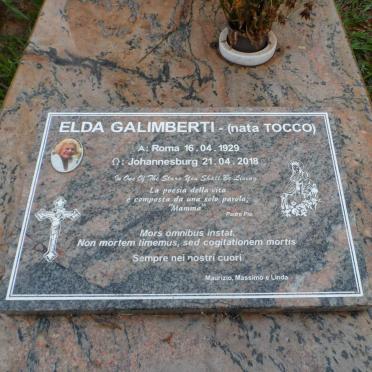 ELDA GALIMBERTI - (nata TOCCO)
A: Roma 16.04.1929
Ω: Johannesburg 21.04.2018
In One Of The Stars You Shall Be Living
La poesia della vita
e composta da una solo parola;
"Mamma"
Padre Pio
Mors omnibus instat.
Non mortem timemus, sed cogitationem mortis
Sempre nei nostri cuori
Maurizio, Massimo e Linda